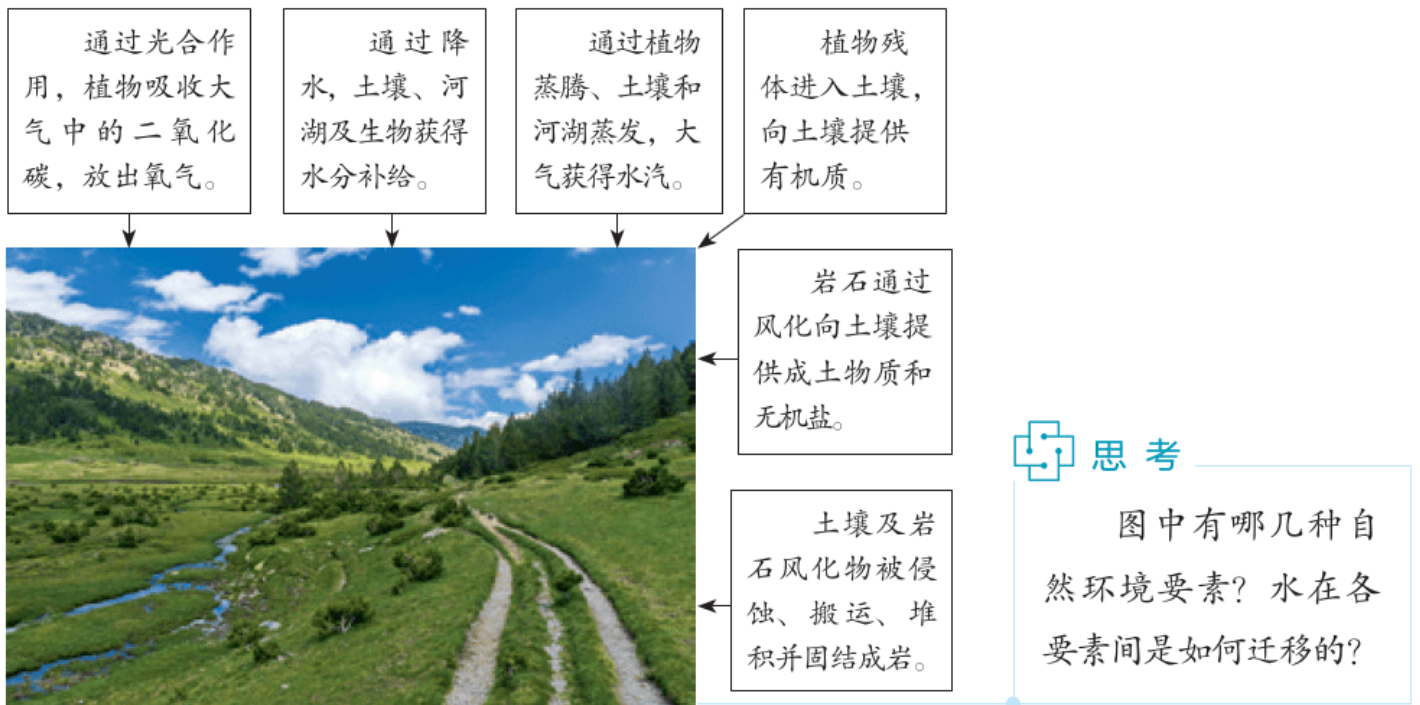 通过光合作
用，植物吸收大
气中的二氧化
碳，放出氧气。
通过降
水，土壤、河
湖及生物获得
水分补给。
通过植物
蒸腾、土壤和
河湖蒸发，大
气获得水汽。
植物残
体进入土壤，
向土壤提供
有机质。
岩石通过
风化向土壤提
供成土物质和
无机盐。
土壤及岩
石风化物被侵
蚀、搬运、堆
积并固结成岩。
思考
图中有哪几种自
然环境要素？水在各
要素间是如何迁移的？